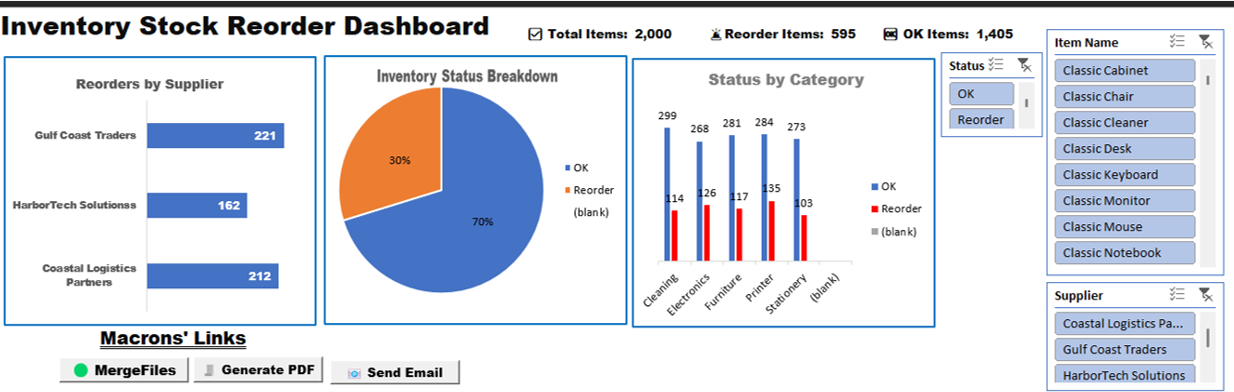 Inventory Stock Reorder Dashboard
Total Items: 2,000
Reorder Items: 595
OK Items: 1,405
Reorders by Supplier
Gulf Coast Traders
221
HarborTech Solutionss
162
Coastal Logistics
Partners
212
Inventory Status Breakdown
30%
70%
OK
Reorder
(blank)
Status by Category
299
268
281
284
273
114
126
117
135
103
Cleaning
Electronics
Furniture
Printer
Stationery
(blank)
OK
Reorder
(blank)
Status
OK
Reorder
Item Name
Classic Cabinet
Classic Chair
Classic Cleaner
Classic Desk
Classic Keyboard
Classic Monitor
Classic Mouse
Classic Notebook
Supplier
Coastal Logistics Pa...
Gulf Coast Traders
HarborTech Solutions
Macrons' Links
MergeFiles
Generate PDF
Send Email